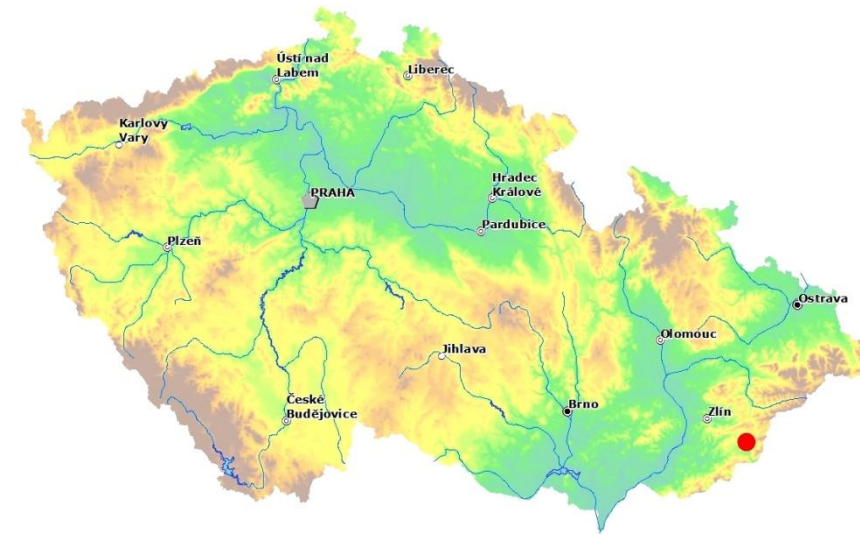 Ústí nad
Labem
Liberec
Karlovy
Vary
Hradec
Králové
PRAHA
Pardubice
Plzeň
Ostrava
Olomouc
Jihlava
České
Budějovice
Brno
Zlín